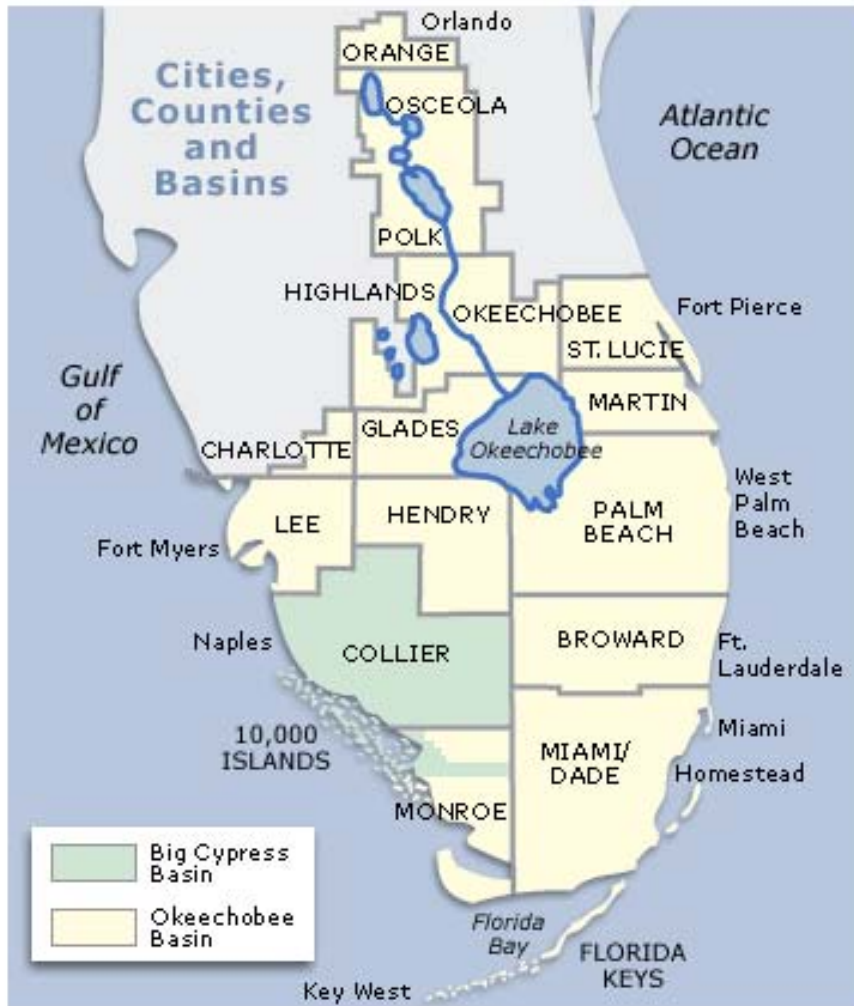 Orlando
ORANGE
Cities,
Counties
and
Basins
OSCEOLA
Atlantic
Ocean
POLK
HIGHLANDS
OKEECHOBEE
Fort Pierce
ST. LUCIE
Gulf
of
Mexico
MARTIN
GLADES
Lake
Okeechobee
CHARLOTTE
West
Palm
Beach
LEE
HENDRY
PALM
BEACH
Fort Myers
Naples
COLLIER
BROWARD
Ft.
Lauderdale
10,000
ISLANDS
Miami
MIAMI/
DADE
Homestead
MONROE
Big Cypress
Basin
Okeechobee
Basin
Florida
Bay
FLORIDA
KEYS
Key West